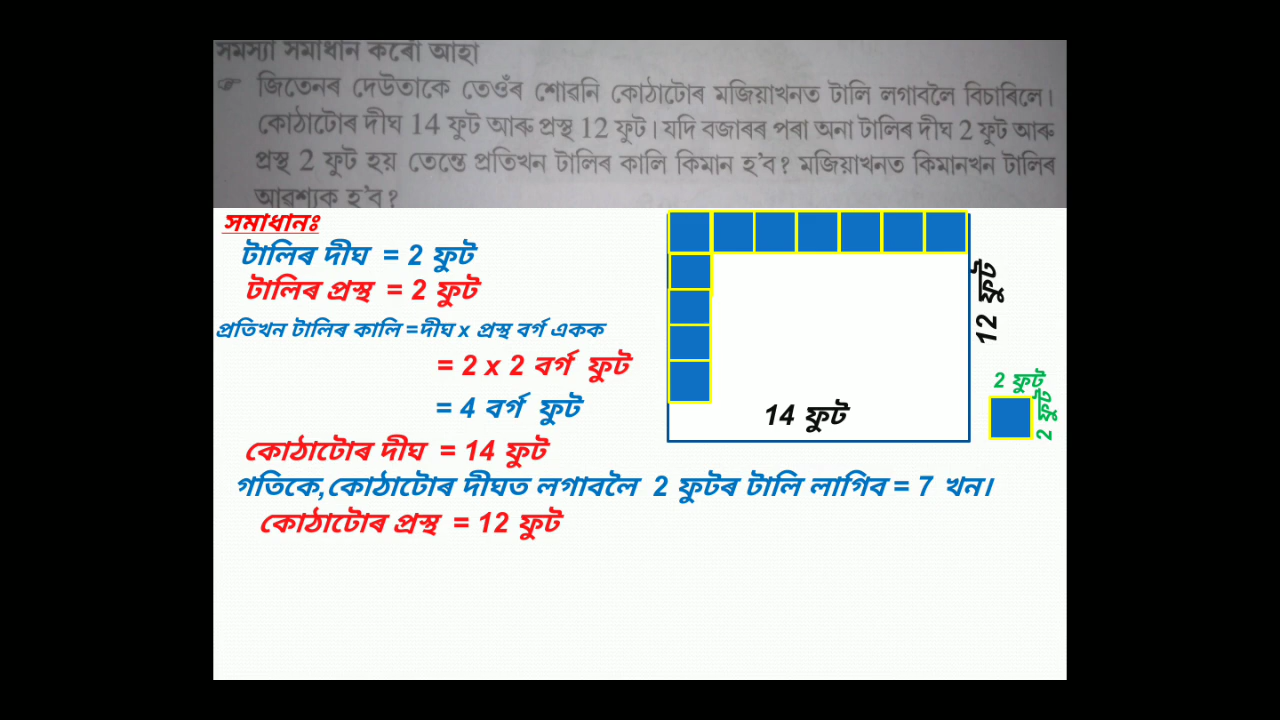 সমস্যা সমাধান কৰোঁ আহা
☞ জিতেনৰ দেউতাকে তেওঁৰ শোৱনি কোঠাটোৰ মজিয়াখনত টালি লগাবলৈ বিচাৰিলে।
কোঠাটোৰ দীঘ 14 ফুট আৰু প্ৰস্থ 12 ফুট। যদি বজাৰৰ পৰা অনা টালিৰ দীঘ 2 ফুট আৰু
প্ৰস্থ 2 ফুট হয় তেন্তে প্ৰতিখন টালিৰ কালি কিমান হ'ব? মজিয়াখনত কিমানখন টালিৰ
আৱশ্যক হ'ব?
সমাধানঃ
টালিৰ দীঘ = 2 ফুট
টালিৰ প্ৰস্থ = 2 ফুট
প্ৰতিখন টালিৰ কালি =দীঘ x প্ৰস্থ বৰ্গ একক
= 2 x 2 বৰ্গ ফুট
= 4 বৰ্গ ফুট
কোঠাটোৰ দীঘ = 14 ফুট
গতিকে,কোঠাটোৰ দীঘত লগাবলৈ 2 ফুটৰ টালি লাগিব = 7 খন।
কোঠাটোৰ প্ৰস্থ = 12 ফুট
12 ফুট
14 ফুট
2 ফুট
2 ফুট